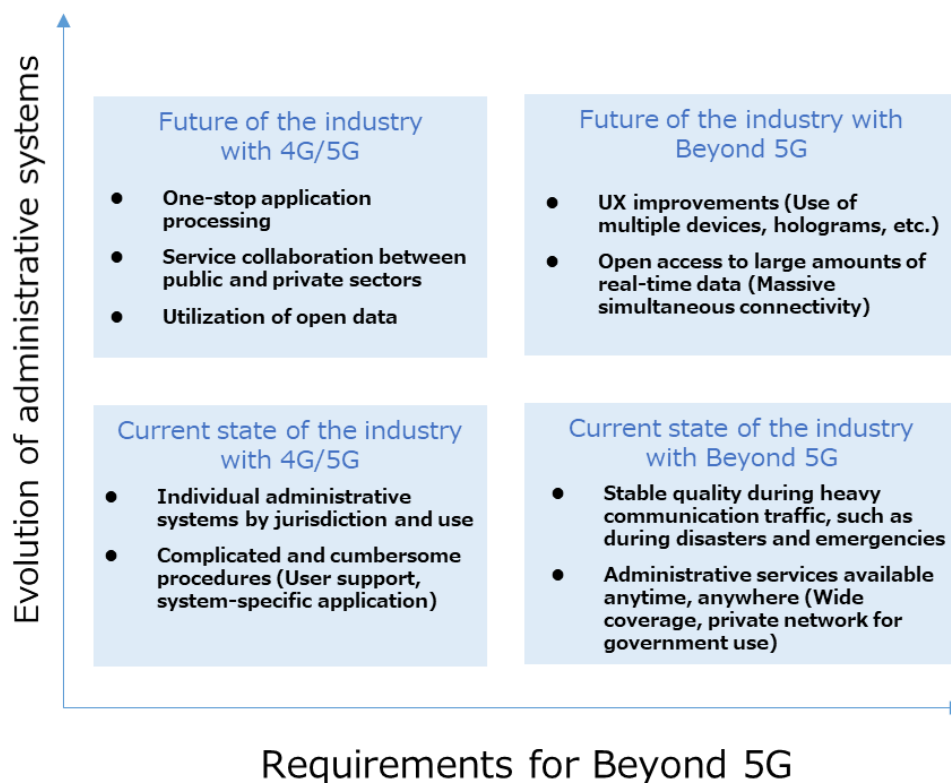 Evolution of administrative systems
Future of the industry
with 4G/5G
● One-stop application
processing
● Service collaboration between
public and private sectors
● Utilization of open data
Future of the industry with
Beyond 5G
● UX improvements (Use of
multiple devices, holograms, etc.)
● Open access to large amounts of
real-time data (Massive
simultaneous connectivity)
Current state of the industry
with 4G/5G
● Individual administrative
systems by jurisdiction and use
● Complicated and cumbersome
procedures (User support,
system-specific application)
Current state of the industry
with Beyond 5G
● Stable quality during heavy
communication traffic, such as
during disasters and emergencies
● Administrative services available
anytime, anywhere (Wide
coverage, private network for
government use)
Requirements for Beyond 5G